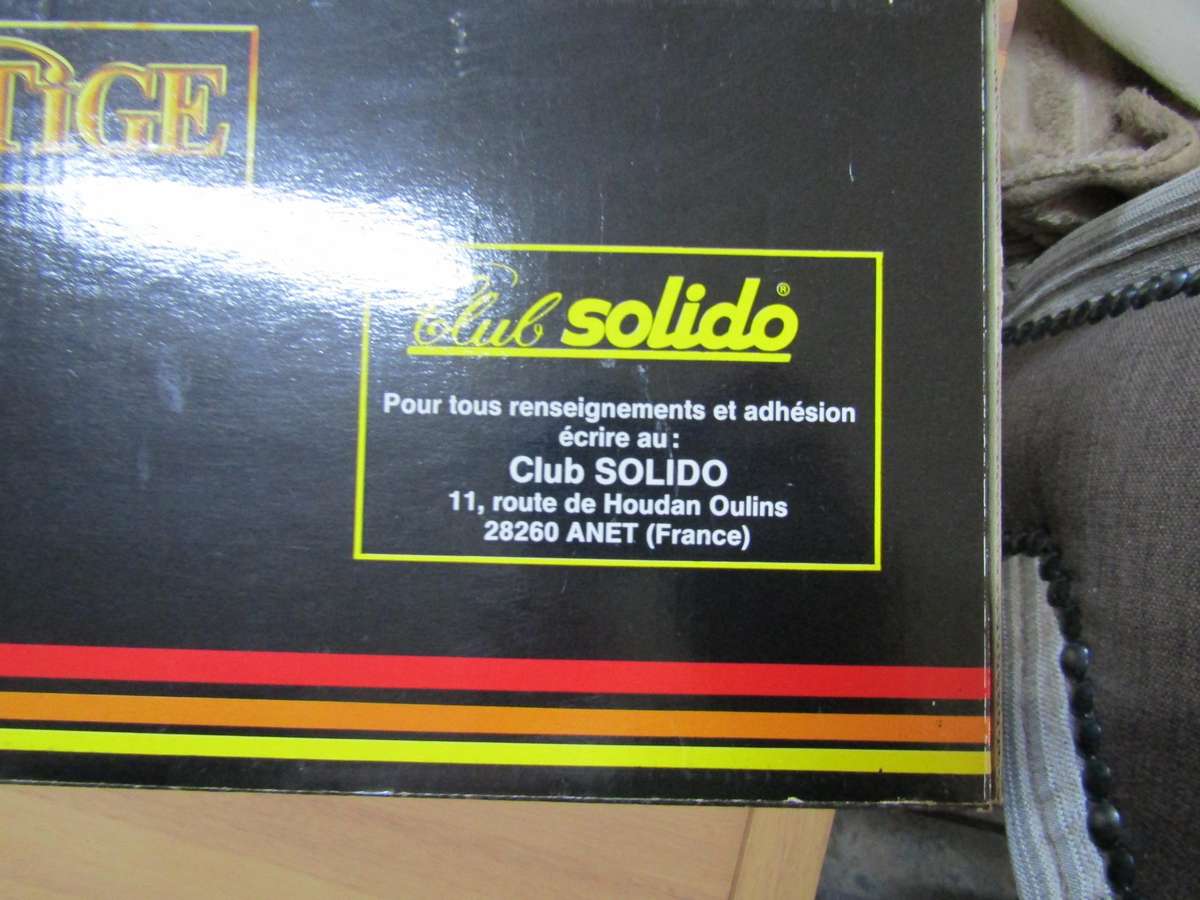 TiGE
Club solido®
Pour tous renseignements et adhésion
écrire au :
Club SOLIDO
11, route de Houdan Oulins
28260 ANET (France)